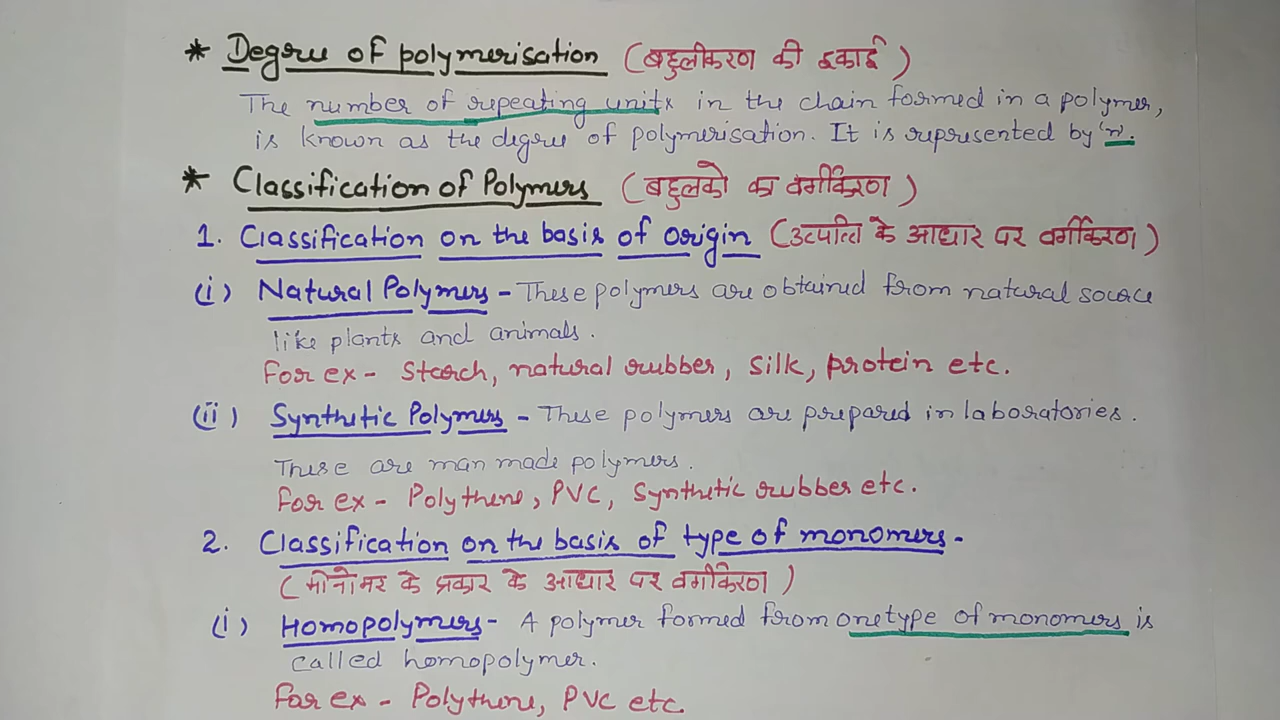 * Degree of polymerisation (बहुलीकरण की इकाई)
The number of repeating units in the chain formed in a polymer,
is known as the degree of polymerisation. It is represented by 'n'.
* Classification of Polymers (बहुलको का वर्गीकरण)
1. Classification on the basis of origin (उत्पत्ति के आधार पर वर्गीकरण)
(i) Natural Polymers - These polymers are obtained from natural source
like plants and animals.
For ex - Starch, natural rubber, Silk, protein etc.
(ii) Synthetic Polymers - These polymers are prepared in laboratories.
These are man made polymers.
For ex - Polythene, PVC, Synthetic rubber etc.
2. Classification on the basis of type of monomers -
(मोनोमर के प्रकार के आधार पर वर्गीकरण)
(i) Homopolymers - A polymer formed from one type of monomers is
called homopolymer.
For ex - Polythene, PVC etc.